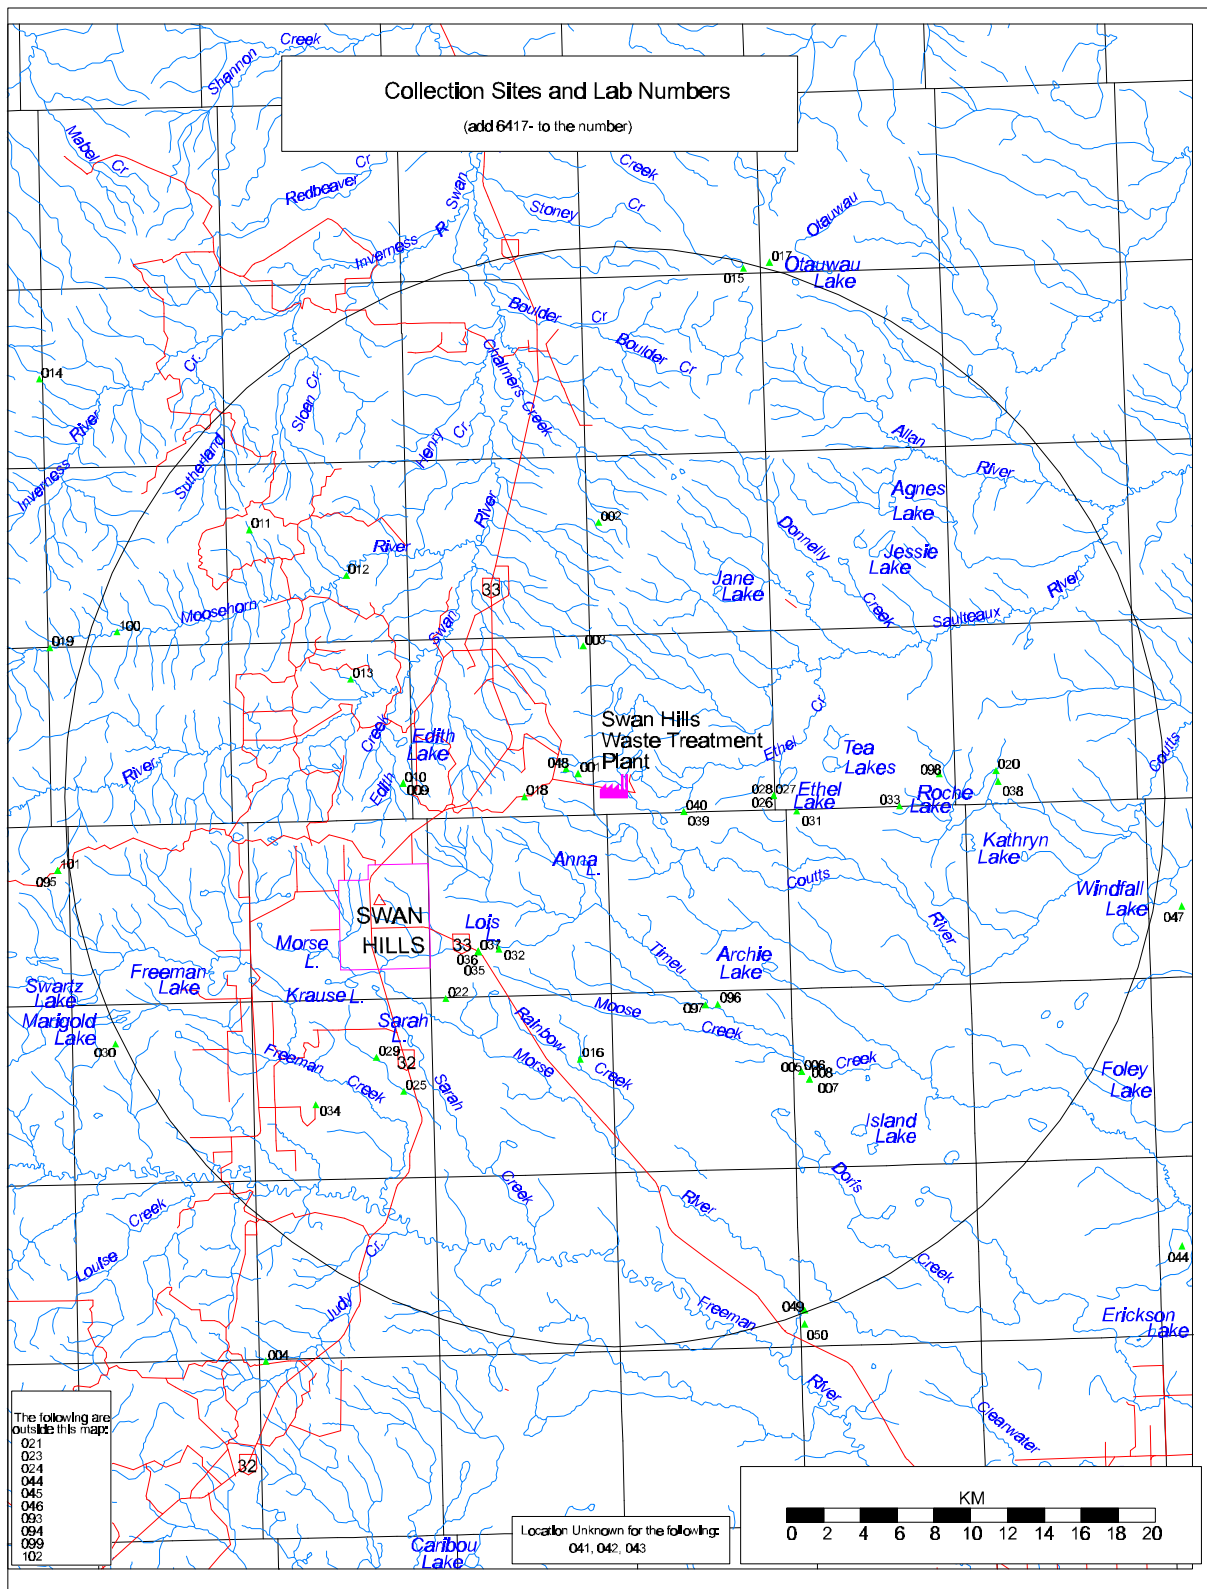 Creek
Shannon
Collection Sites and Lab Numbers
(add 6417- to the number)
Mabel
Cr
Redbeaver
Cr
Creek
Swan
R
Stoney
Cr
Otauwau
Inverness
017
015
Otauwau
Lake
Boulder
Cr
Boulder
Cr
Chalmers Creek
014
Cr.
Sloan Cr.
River
Henry
Cr.
Allan
River
Inverness
Sutherland
Agnes
Lake
River
002
011
Donnelly
Jessie
Lake
River
012
Jane
Lake
River
33
Creek
Moosehorn
Saulteaux
100
Swan
019
003
013
Swan Hills
Waste Treatment
Plant
Cr
Creek
Edith
Lake
Ethel
Tea
Lakes
Coutts
River
048
001
098
020
Edith
010
009
018
028
027
026
Ethel
Lake
Roche
Lake
038
040
039
033
031
Kathryn
Lake
101
095
Anna
L.
Coutts
Windfall
Lake
047
SWAN
HILLS
Lois
L.
River
Morse
L.
33
037
032
036
035
Timeu
Archie
Lake
Freeman
Lake
Swartz
Lake
Krause L.
022
Moose
097
096
Marigold
Lake
Sarah
L.
Rainbow
Creek
030
Freeman
029
32
Morse
016
Creek
005
006
008
007
Creek
Foley
Lake
Creek
025
Sarah
034
Island
Lake
Creek
Doris
River
Creek
Louise
Cr.
044
Creek
Judy
Freeman
049
050
Erickson
Lake
004
River
The following are
outside this map:
021
023
024
044
045
046
093
094
099
102
Clearwater
32
KM
0 2 4 6 8 10 12 14 16 18 20
Location Unknown for the following:
041, 042, 043
Caribou
Lake